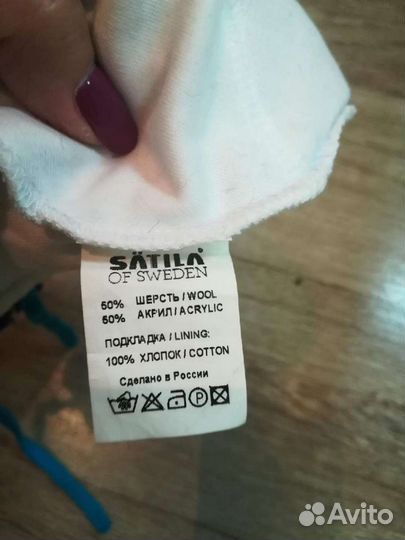 SÄTILA
OF SWEDEN
50% ШЕРСТЬ / WOOL
50% АКРИЛ / ACRYLIC
ПОДКЛАДКА / LINING:
100% ХЛОПОК / COTTON
Сделано в России
P
Avito